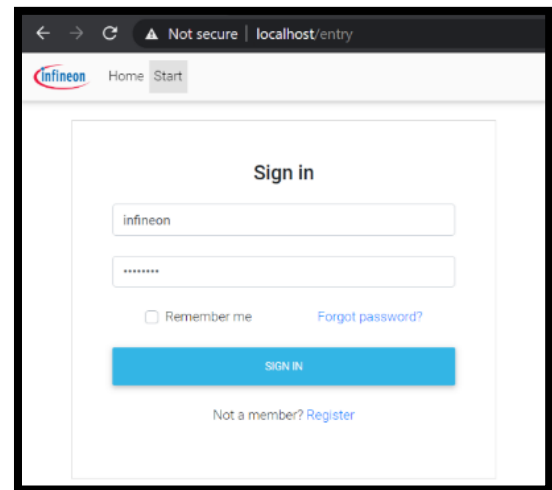 Not secure | localhost/entry
infineon Home Start
Sign in
infineon
••••••••
Remember me Forgot password?
SIGN IN
Not a member? Register